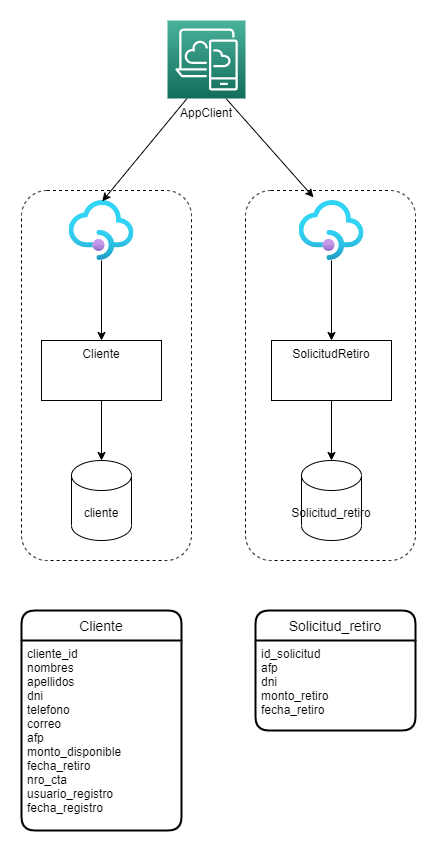 AppClient
Cliente
SolicitudRetiro
cliente
Solicitud_retiro
Cliente
cliente_id
nombres
apellidos
dni
telefono
correo
afp
monto_disponible
fecha_retiro
nro_cta
usuario_registro
fecha_registro
Solicitud_retiro
id_solicitud
afp
dni
monto_retiro
fecha_retiro